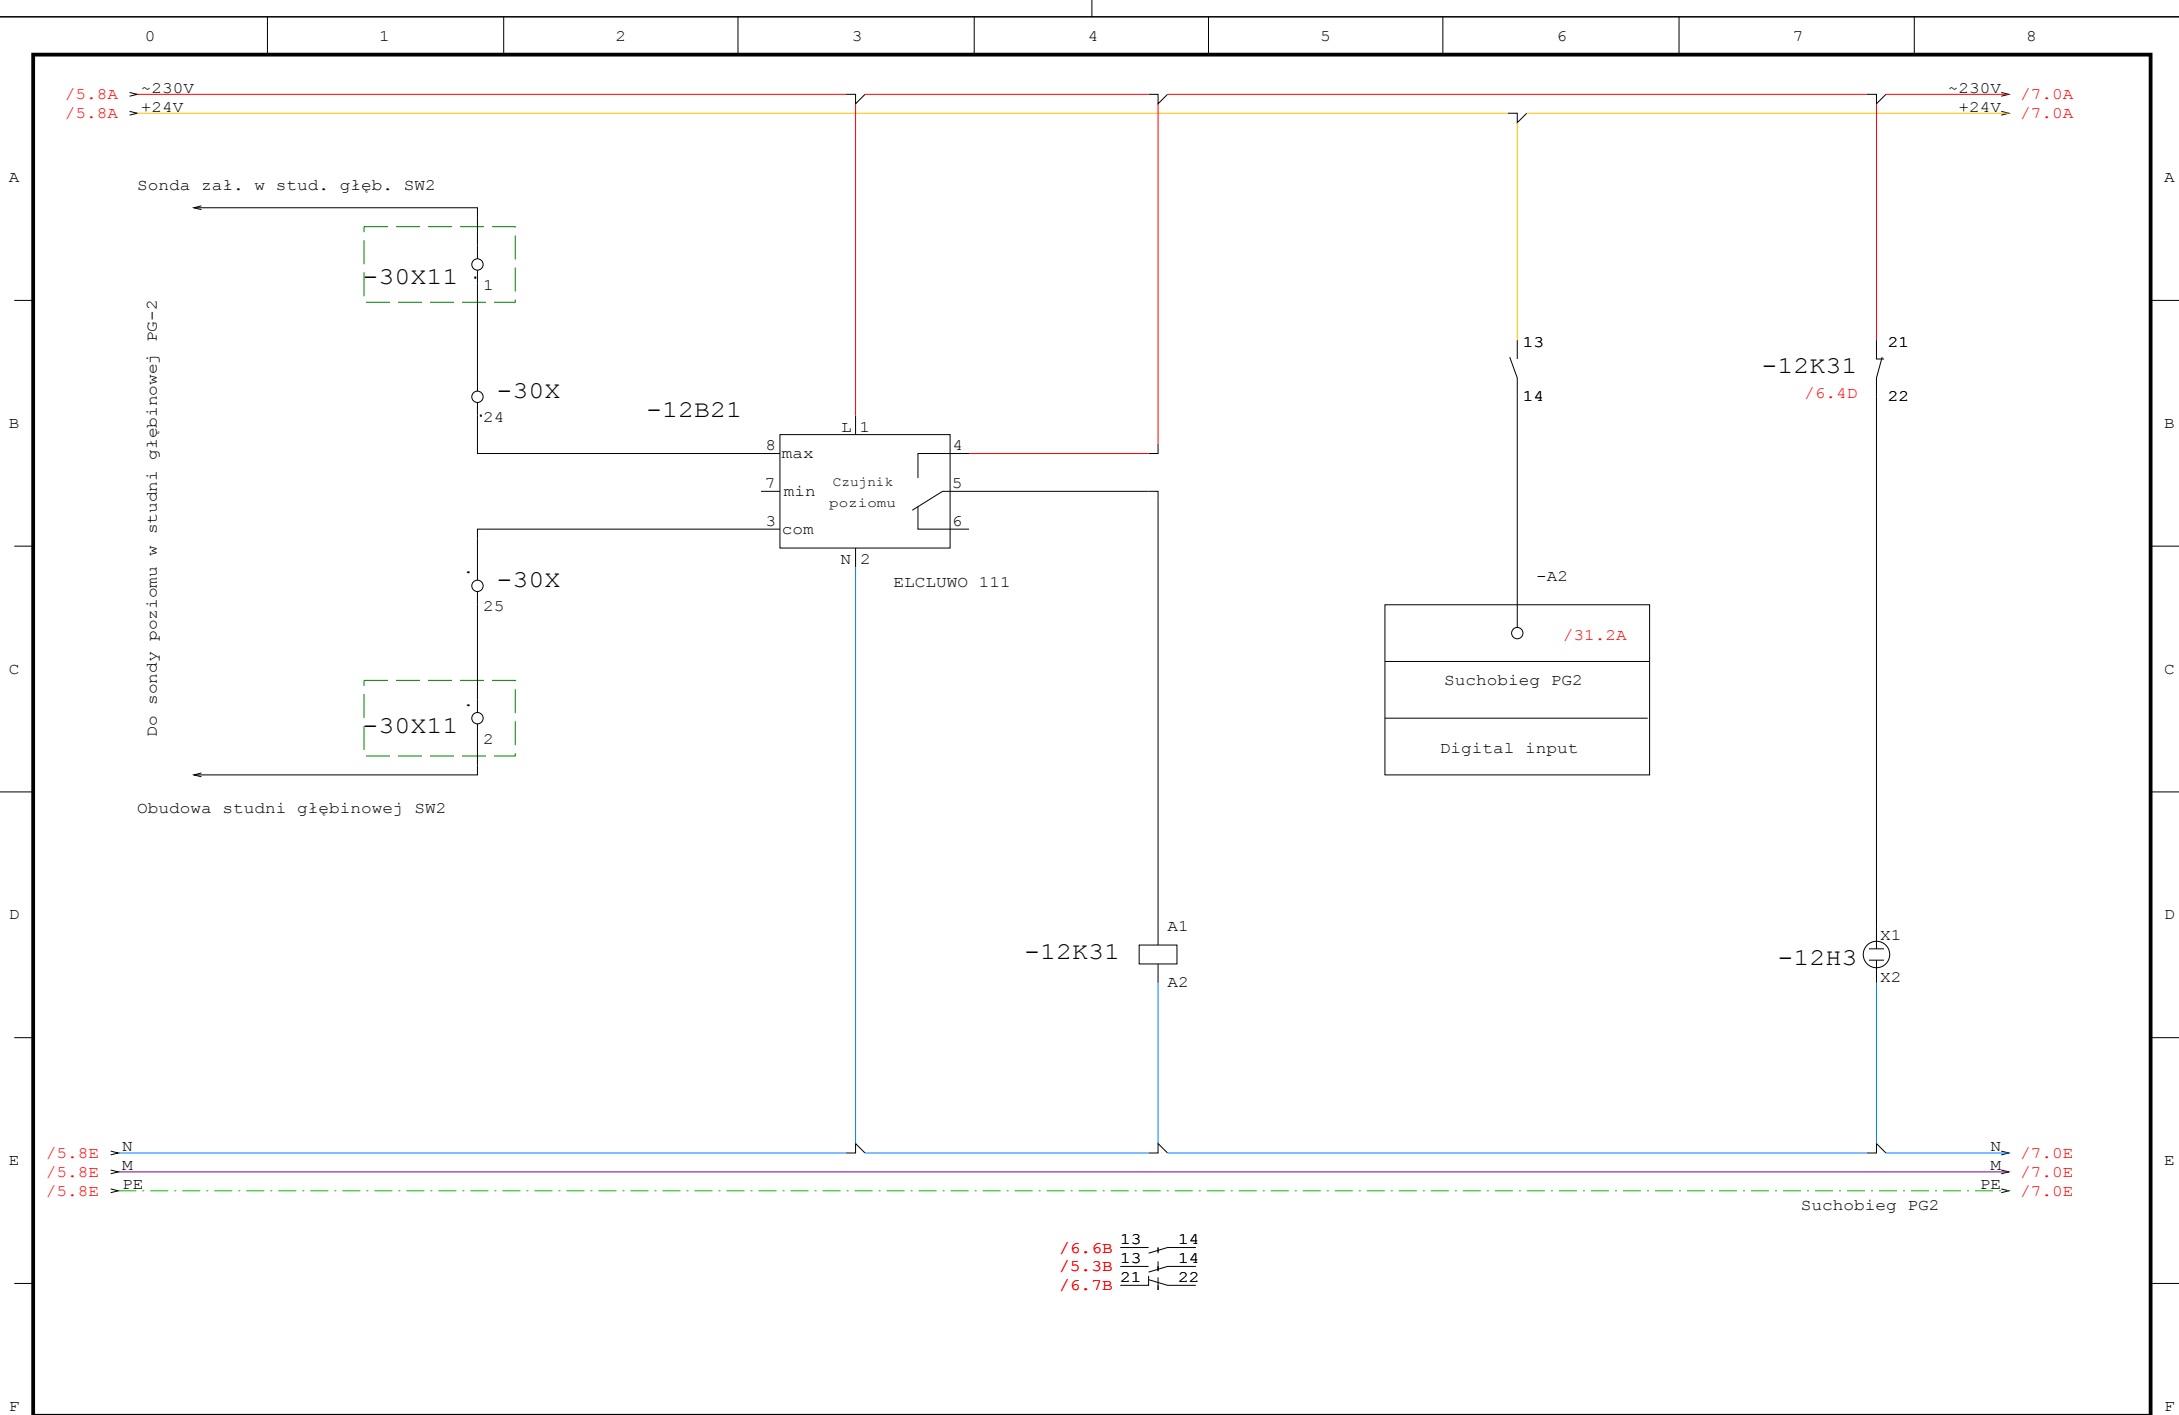 0 1 2 3 4 5 6 7 8
/5.8A ~230V ~230V /7.0A
/5.8A +24V +24V /7.0A
A A
Sonda zał. w stud. głęb. SW2
-30X11 1
Do sondy poziomu w studni głębinowej PG-2
13 21
-12K31
/6.4D
14 22
-30X
24
-12B21
B B
L 1
8 max 4
7 min Czujnik 5
poziomu
3 com 6
N 2
ELCLUWO 111
-30X
25
-A2
/31.2A
C C
Suchobieg PG2
-30X11 2
Digital input
Obudowa studni głębinowej SW2
D D
A1 X1
-12K31 -12H3
A2 X2
E E
/5.8E N N /7.0E
/5.8E M M /7.0E
/5.8E PE PE /7.0E
Suchobieg PG2
/6.6B 13 14
/5.3B 13 14
/6.7B 21 22
F F